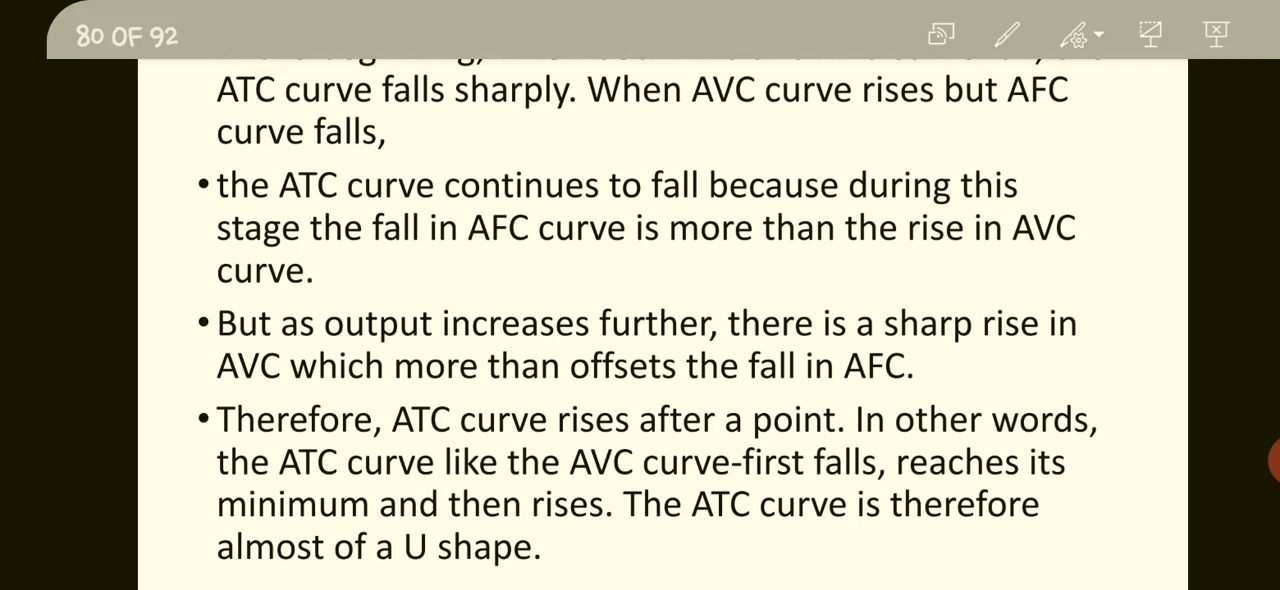 80 OF 92
ATC curve falls sharply. When AVC curve rises but AFC
curve falls,
•the ATC curve continues to fall because during this
stage the fall in AFC curve is more than the rise in AVC
curve.
•But as output increases further, there is a sharp rise in
AVC which more than offsets the fall in AFC.
•Therefore, ATC curve rises after a point. In other words,
the ATC curve like the AVC curve-first falls, reaches its
minimum and then rises. The ATC curve is therefore
almost of a U shape.